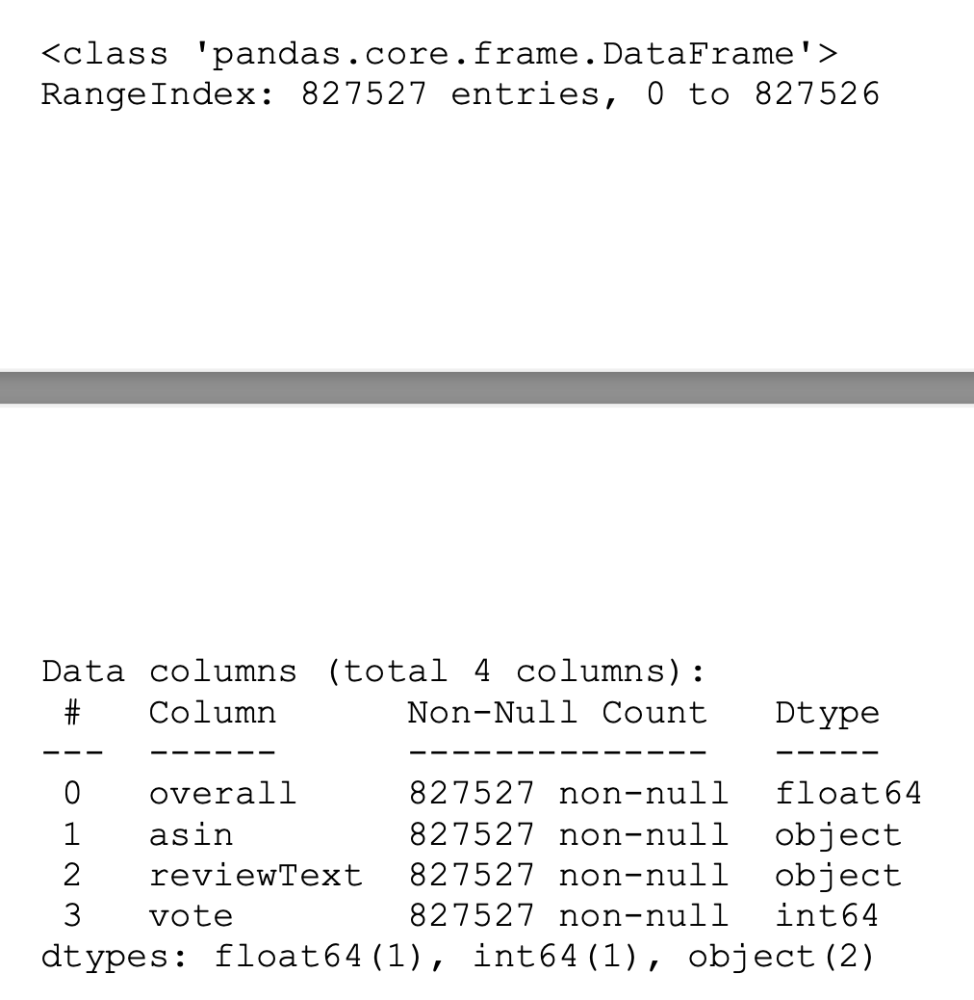 <class 'pandas.core.frame.DataFrame'>
RangeIndex: 827527 entries, 0 to 827526
Data columns (total 4 columns):
 #   Column      Non-Null Count   Dtype
---  ------      --------------   -----
 0   overall     827527 non-null  float64
 1   asin        827527 non-null  object
 2   reviewText  827527 non-null  object
 3   vote        827527 non-null  int64
dtypes: float64(1), int64(1), object(2)